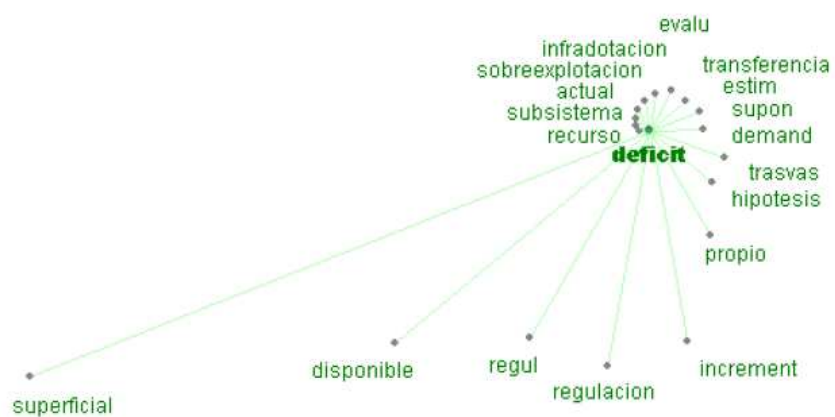 evalu
infradotacion
transferencia
sobreexplotacion
estim
actual
supon
subsistema
demand
recurso
deficit
trasvas
hipotesis
propio
disponible
regul
increment
regulacion
superficial